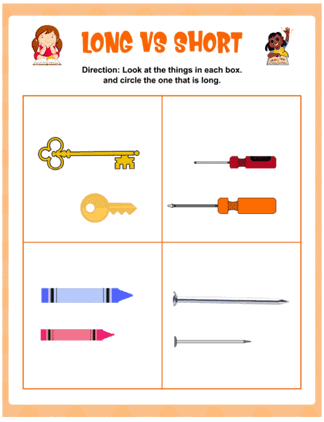 LONG VS SHORT
Direction: Look at the things in each box.
and circle the one that is long.